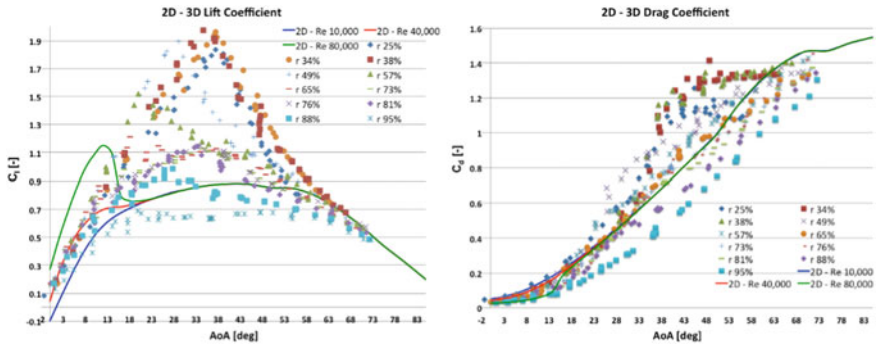 2D - 3D Lift Coefficient
2D - Re 10,000
2D - Re 40,000
2D - Re 80,000
r 25%
r 34%
r 38%
r 49%
r 57%
r 65%
r 73%
r 76%
r 81%
r 88%
r 95%
1.9
1.7
1.5
1.3
1.1
0.9
0.7
0.5
0.3
0.1
-0.1
Cl [-]
-2 3 8 13 18 23 28 33 38 43 48 53 58 63 68 73 78 83
AoA [deg]
2D - 3D Drag Coefficient
1.6
1.4
1.2
1
0.8
0.6
0.4
0.2
0
Cd [-]
r 25%
r 34%
r 38%
r 49%
r 57%
r 65%
r 73%
r 76%
r 81%
r 88%
r 95%
2D - Re 10,000
2D - Re 40,000
2D - Re 80,000
-2 3 8 13 18 23 28 33 38 43 48 53 58 63 68 73 78 83
AoA [deg]